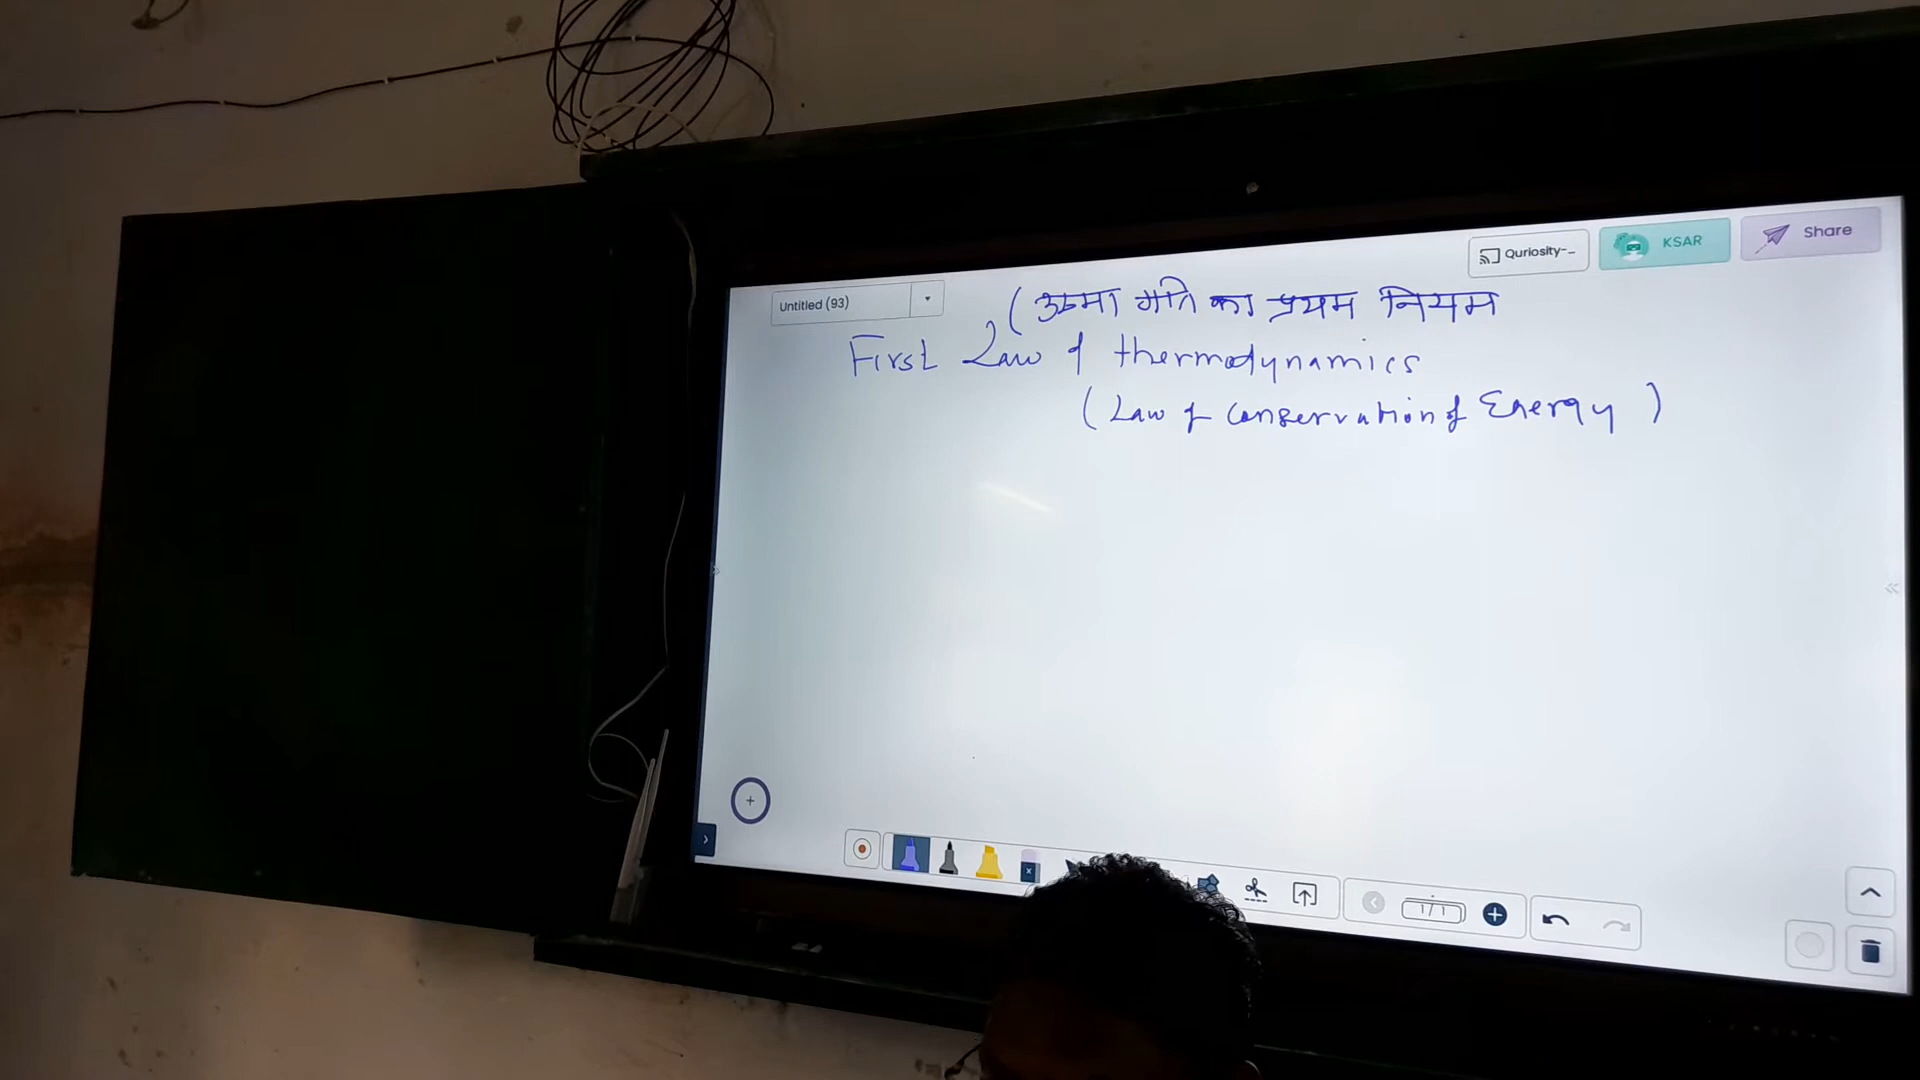 Untitled (93)
Quriosity-_
KSAR
Share
( उष्मा गति का प्रथम नियम
First Law of thermodynamics
(Law of Conservation of Energy)
1/1